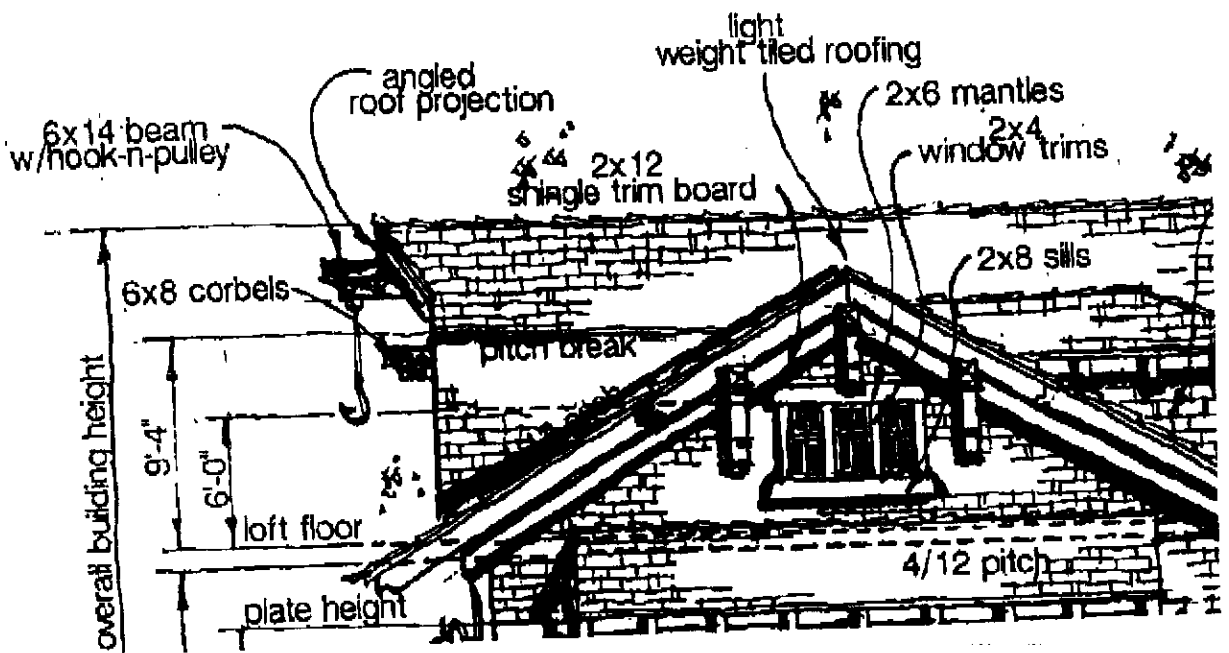 light
weight tiled roofing
angled
roof projection
2x6 mantles
6x14 beam
w/hook-n-pulley
2x4
window trims
2x12
shingle trim board
2x8 sills
6x8 corbels
pitch break
overall building height
9'-4"
6'-0"
loft floor
4/12 pitch
plate height